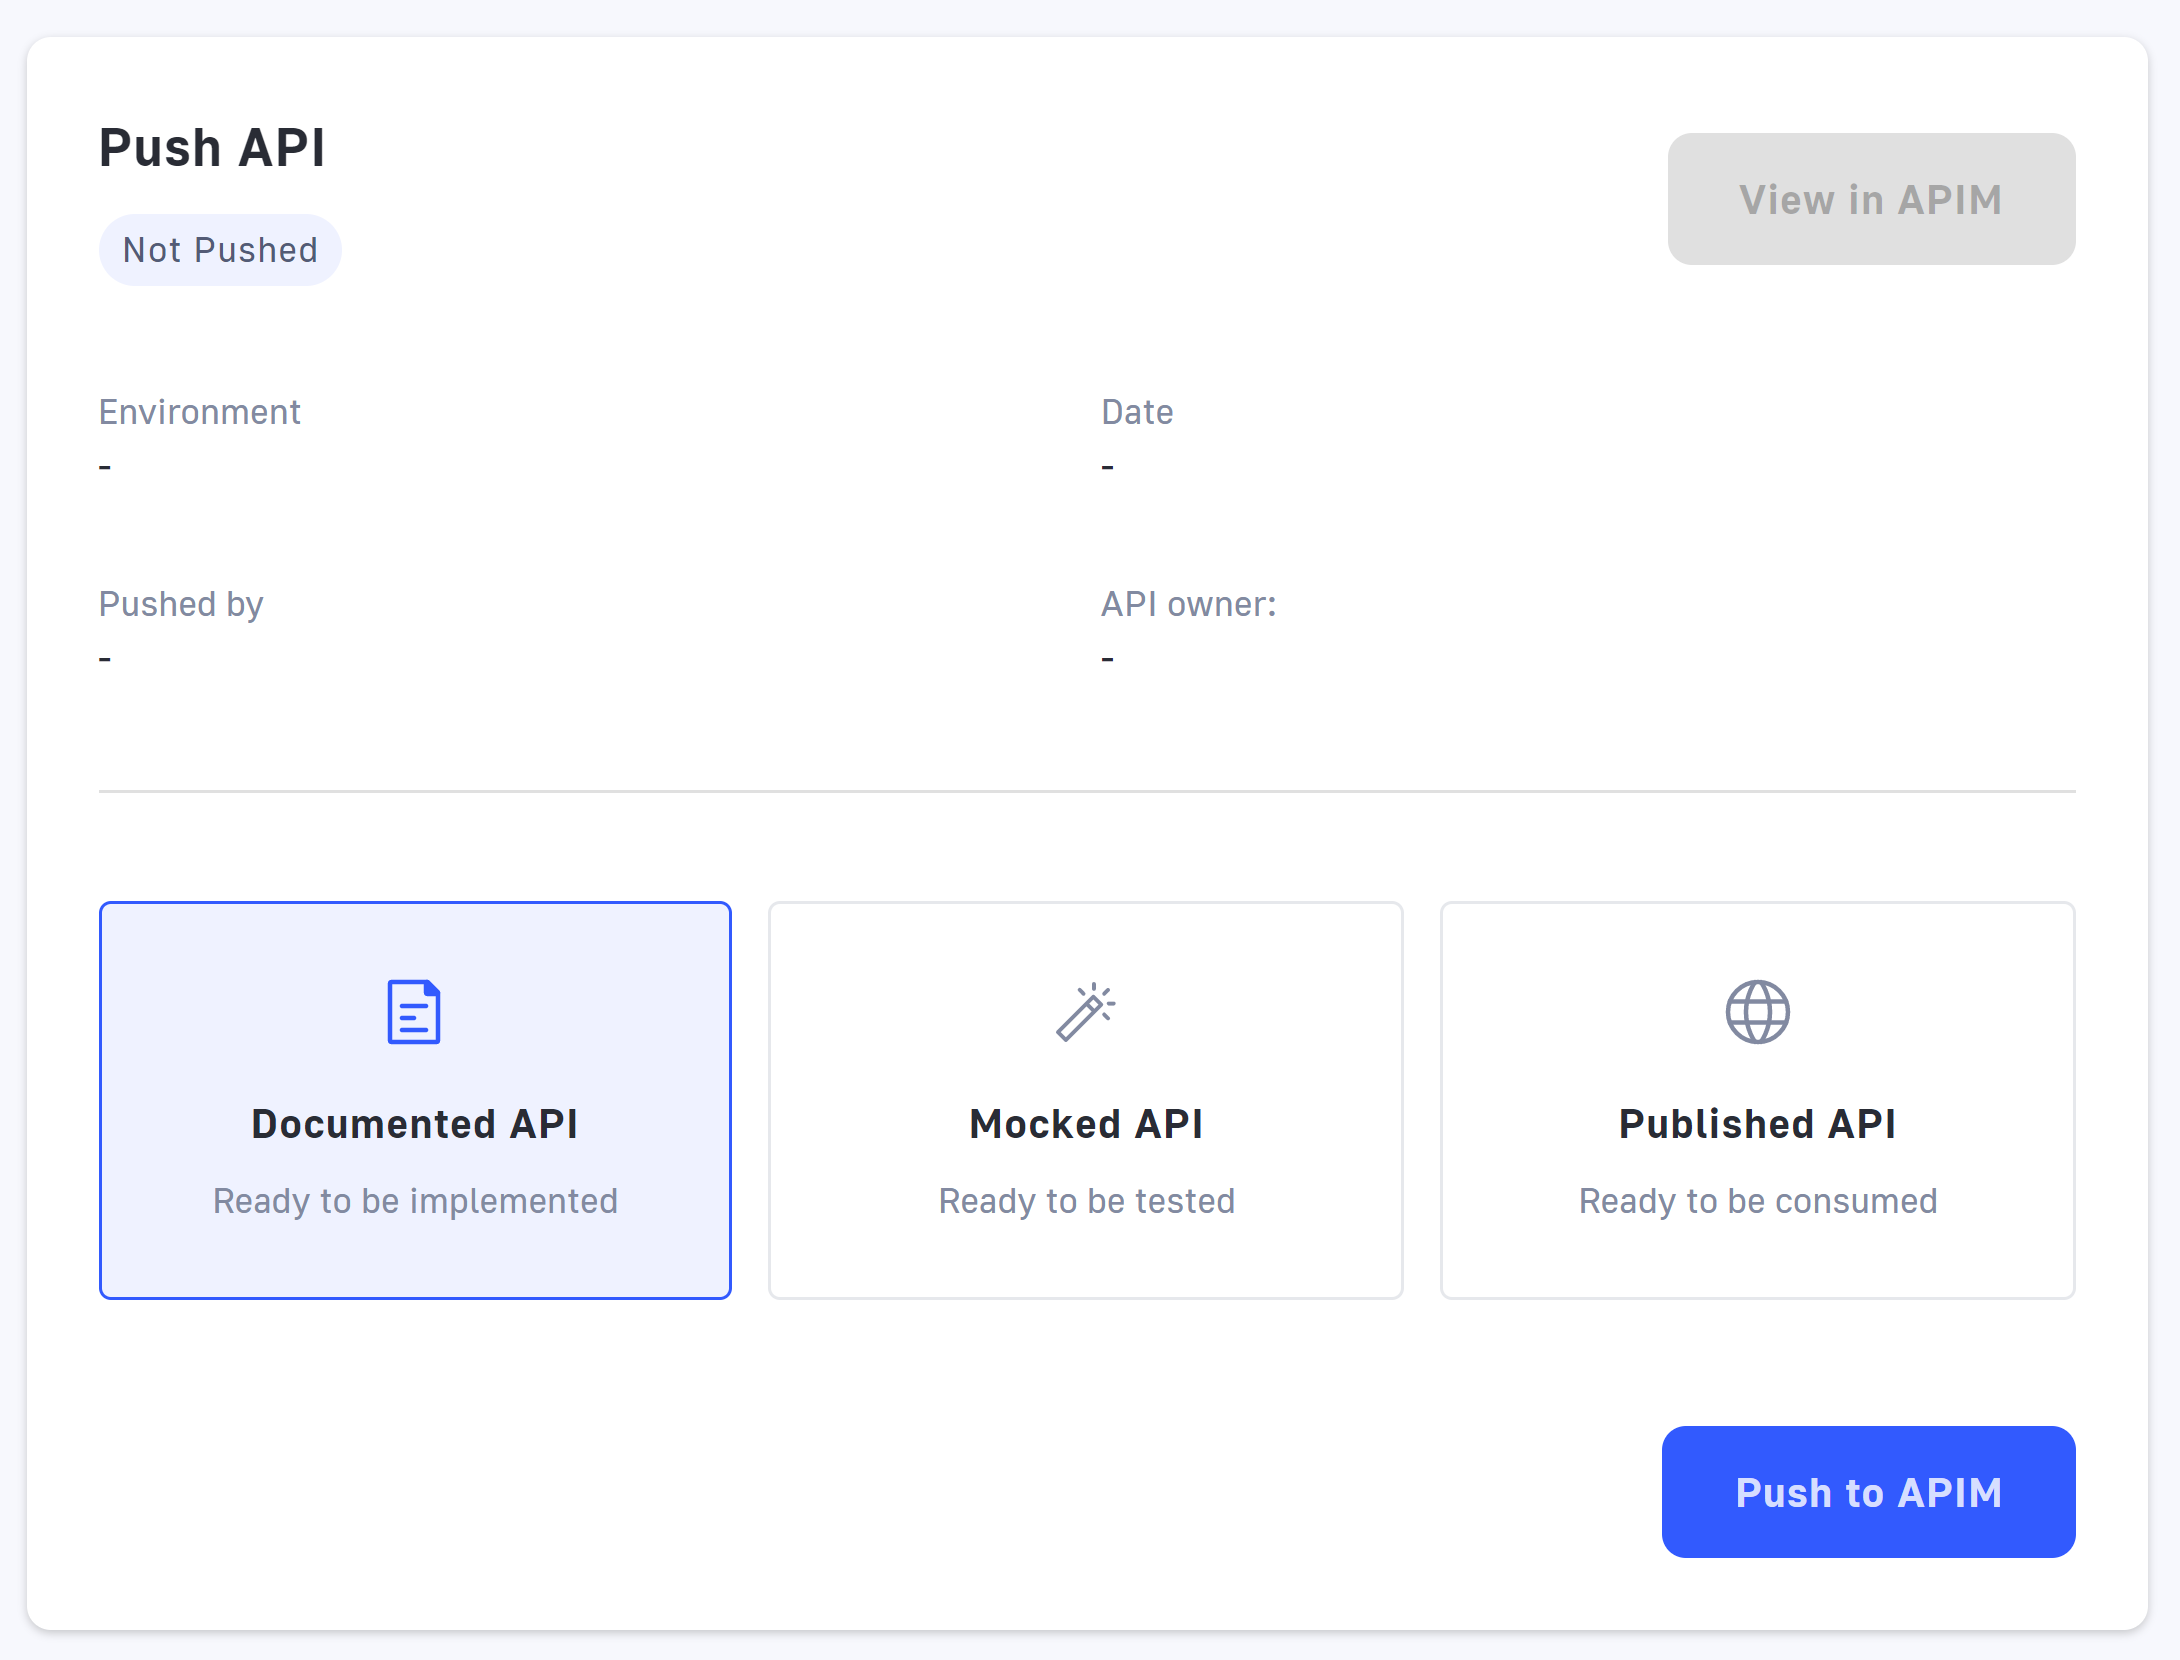 Push API
View in APIM
Not Pushed
Environment
-
Date
-
Pushed by
-
API owner:
-
Documented API
Ready to be implemented
Mocked API
Ready to be tested
Published API
Ready to be consumed
Push to APIM